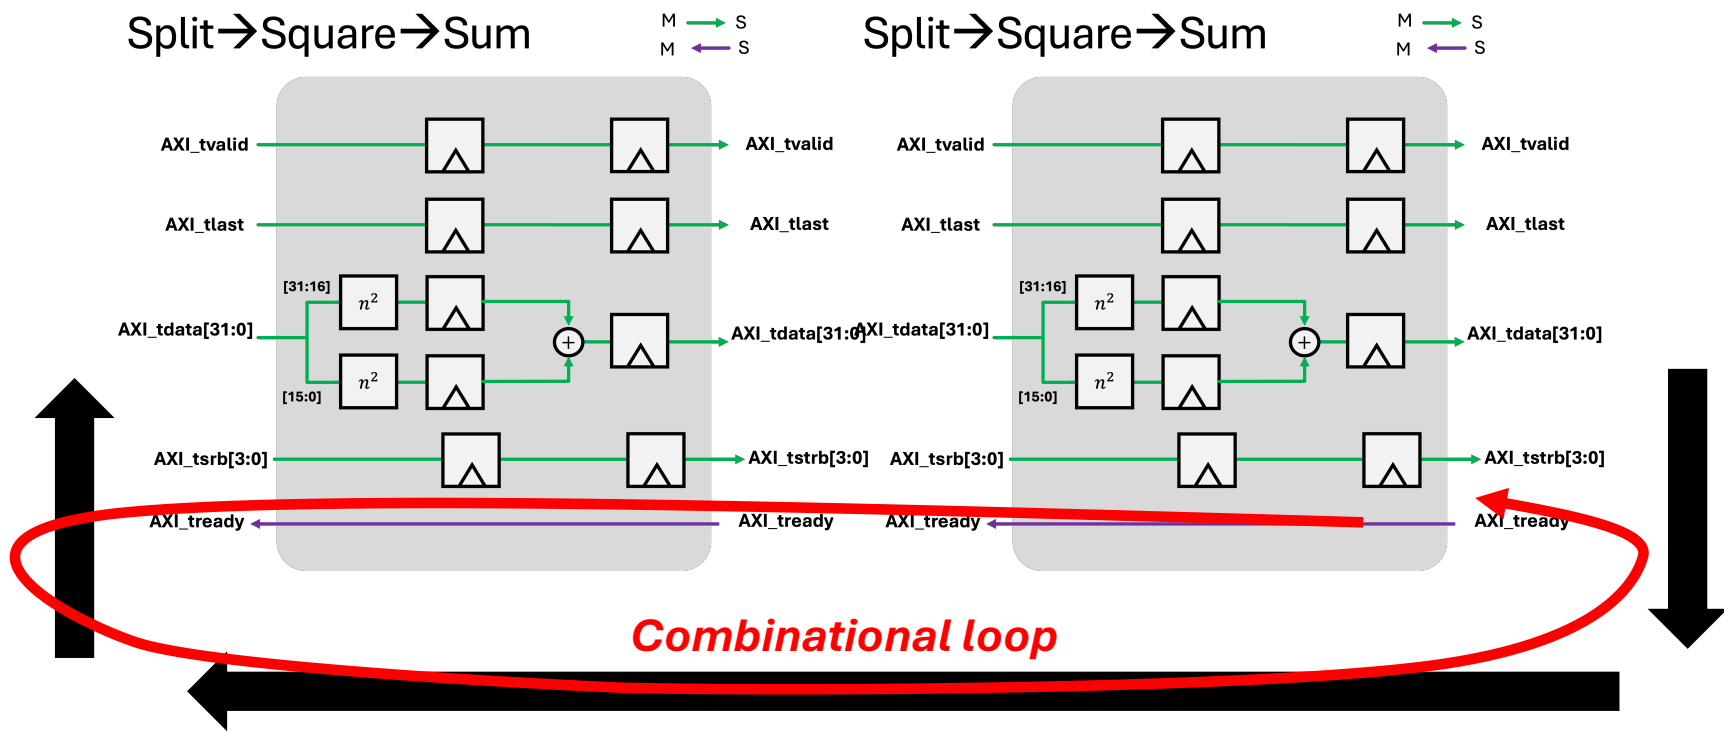 Split→Square→Sum
M → S
M ← S
AXI_tvalid
AXI_tvalid
AXI_tlast
AXI_tlast
[31:16]
n²
AXI_tdata[31:0]
+
AXI_tdata[31:0]
n²
[15:0]
AXI_tsrb[3:0]
AXI_tstrb[3:0]
AXI_tready
AXI_tready
Split→Square→Sum
M → S
M ← S
AXI_tvalid
AXI_tvalid
AXI_tlast
AXI_tlast
[31:16]
n²
AXI_tdata[31:0]
+
AXI_tdata[31:0]
n²
[15:0]
AXI_tsrb[3:0]
AXI_tstrb[3:0]
AXI_tready
AXI_tready
Combinational loop